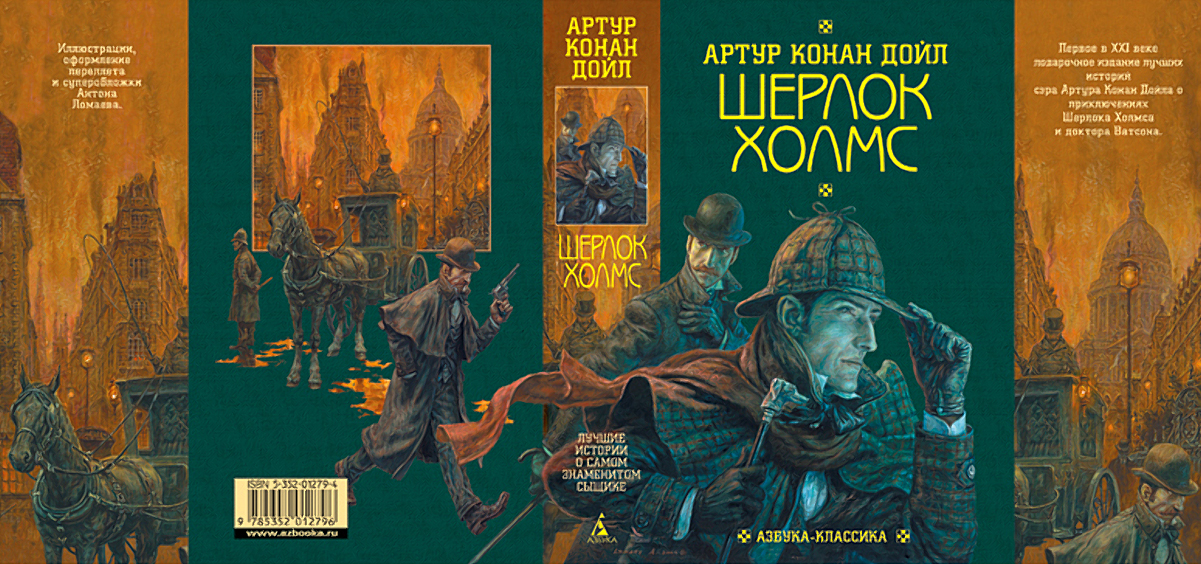 Иллюстрации,
оформление
переплета
и суперобложки
Антона
Ломаева.
ISBN 5-352-01279-4
9 785352 012796
www.azbooka.ru
АРТУР
КОНАН
ДОЙЛ
ШЕРЛОК
ХОЛМС
ЛУЧШИЕ
ИСТОРИИ
О САМОМ
ЗНАМЕНИТОМ
СЫЩИКЕ
АЗБУКА
АРТУР КОНАН ДОЙЛ
ШЕРЛОК
ХОЛМС
АЗБУКА-КЛАССИКА
Первое в XXI веке
подарочное издание лучших
историй
сэра Артура Конан Дойла о
приключениях
Шерлока Холмса
и доктора Ватсона.